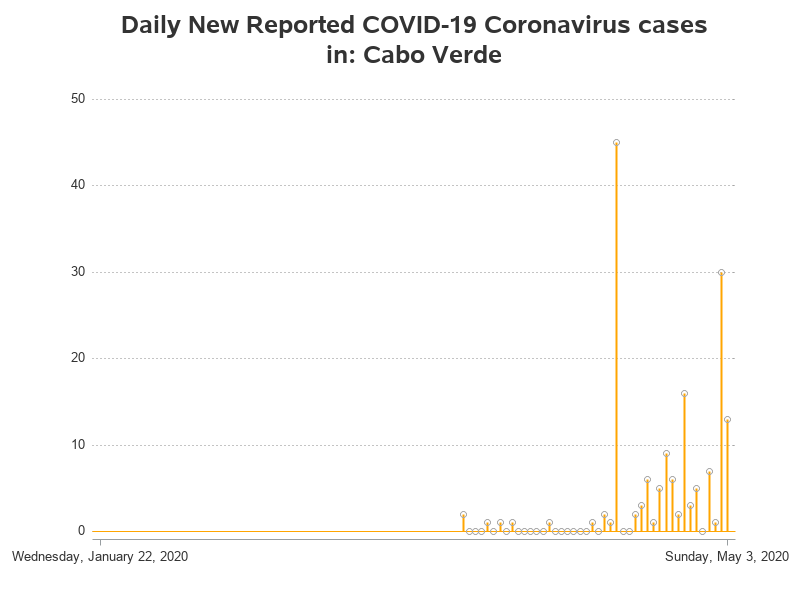 Daily New Reported COVID-19 Coronavirus cases
in: Cabo Verde
50
40
30
20
10
0
Wednesday, January 22, 2020
Sunday, May 3, 2020